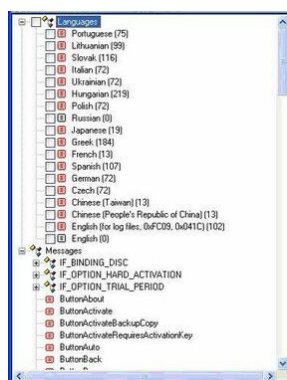 Languages
Portuguese (75)
Lithuanian (99)
Slovak (116)
Italian (72)
Ukrainian (72)
Hungarian (219)
Polish (72)
Russian (0)
Japanese (19)
Greek (184)
French (13)
Spanish (107)
German (72)
Czech (72)
Chinese (Taiwan) (13)
Chinese (People's Republic of China) (13)
English (for log files, 0xFC09, 0x041C) (102)
English (0)
Messages
IF_BINDING_DISC
IF_OPTION_HARD_ACTIVATION
IF_OPTION_TRIAL_PERIOD
ButtonAbout
ButtonActivate
ButtonActivateBackupCopy
ButtonActivateRequiresActivationKey
ButtonAuto
ButtonBack